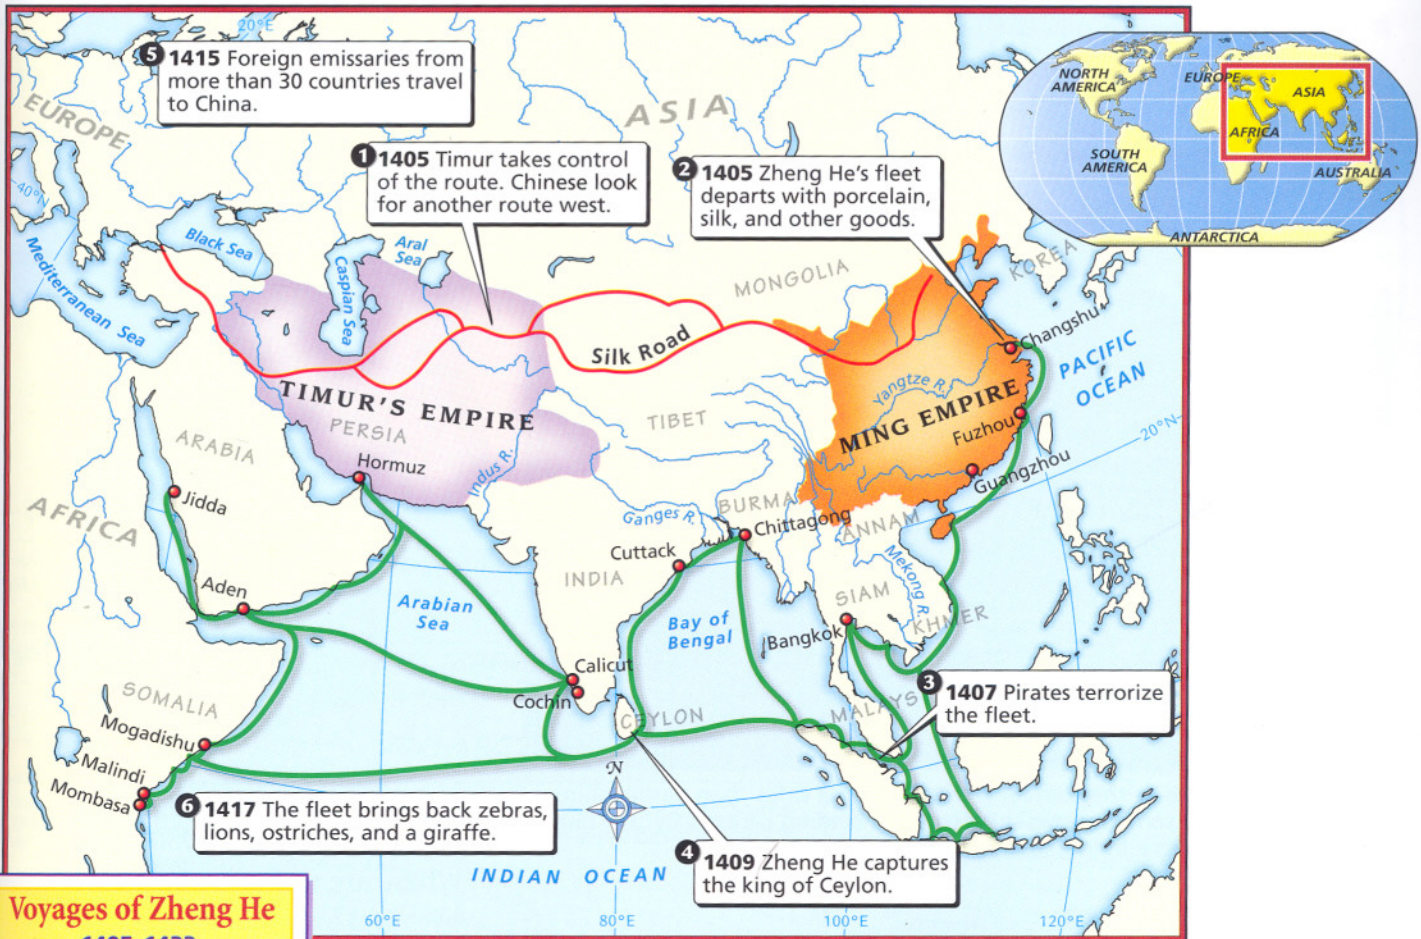 20°E
5 1415 Foreign emissaries from
more than 30 countries travel
to China.
EUROPE
ASIA
NORTH
AMERICA
EUROPE
ASIA
AFRICA
SOUTH
AMERICA
AUSTRALIA
ANTARCTICA
1 1405 Timur takes control
of the route. Chinese look
for another route west.
2 1405 Zheng He's fleet
departs with porcelain,
silk, and other goods.
40°N
Black Sea
Aral
Sea
Caspian Sea
Mediterranean Sea
MONGOLIA
KOREA
Silk Road
Changshu
PACIFIC
OCEAN
TIMUR'S EMPIRE
PERSIA
TIBET
Yangtze R.
MING EMPIRE
Fuzhou
20°N
ARABIA
Hormuz
Indus R.
Guangzhou
Jidda
AFRICA
BURMA
Ganges R.
Chittagong
ANNAM
Cuttack
INDIA
Aden
Arabian
Sea
Bay of
Bengal
SIAM
Mekong R.
KHMER
Bangkok
Calicut
Cochin
SOMALIA
CEYLON
MALAYS
3 1407 Pirates terrorize
the fleet.
Mogadishu
Malindi
Mombasa
N
6 1417 The fleet brings back zebras,
lions, ostriches, and a giraffe.
4 1409 Zheng He captures
the king of Ceylon.
INDIAN OCEAN
Voyages of Zheng He
60°E
80°E
100°E
120°E